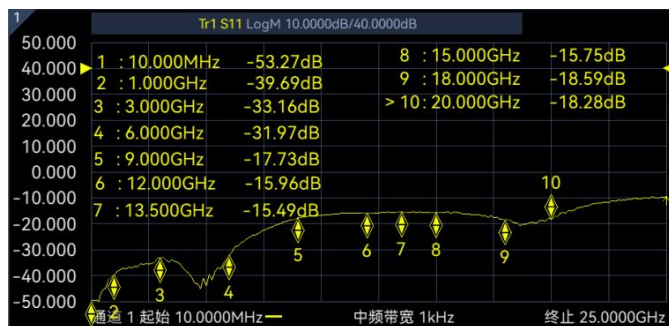 1
Tr1 S11 LogM 10.0000dB/40.0000dB
50.000
40.000
30.000
20.000
10.000
0.000
-10.000
-20.000
-30.000
-40.000
-50.000
1 : 10.000MHz -53.27dB
2 : 1.000GHz -39.69dB
3 : 3.000GHz -33.16dB
4 : 6.000GHz -31.97dB
5 : 9.000GHz -17.73dB
6 : 12.000GHz -15.96dB
7 : 13.500GHz -15.49dB
8 : 15.000GHz -15.75dB
9 : 18.000GHz -18.59dB
> 10: 20.000GHz -18.28dB
2
3
4
5
6
7
8
9
10
通道 1 起始 10.0000MHz
中频带宽 1kHz
终止 25.0000GHz